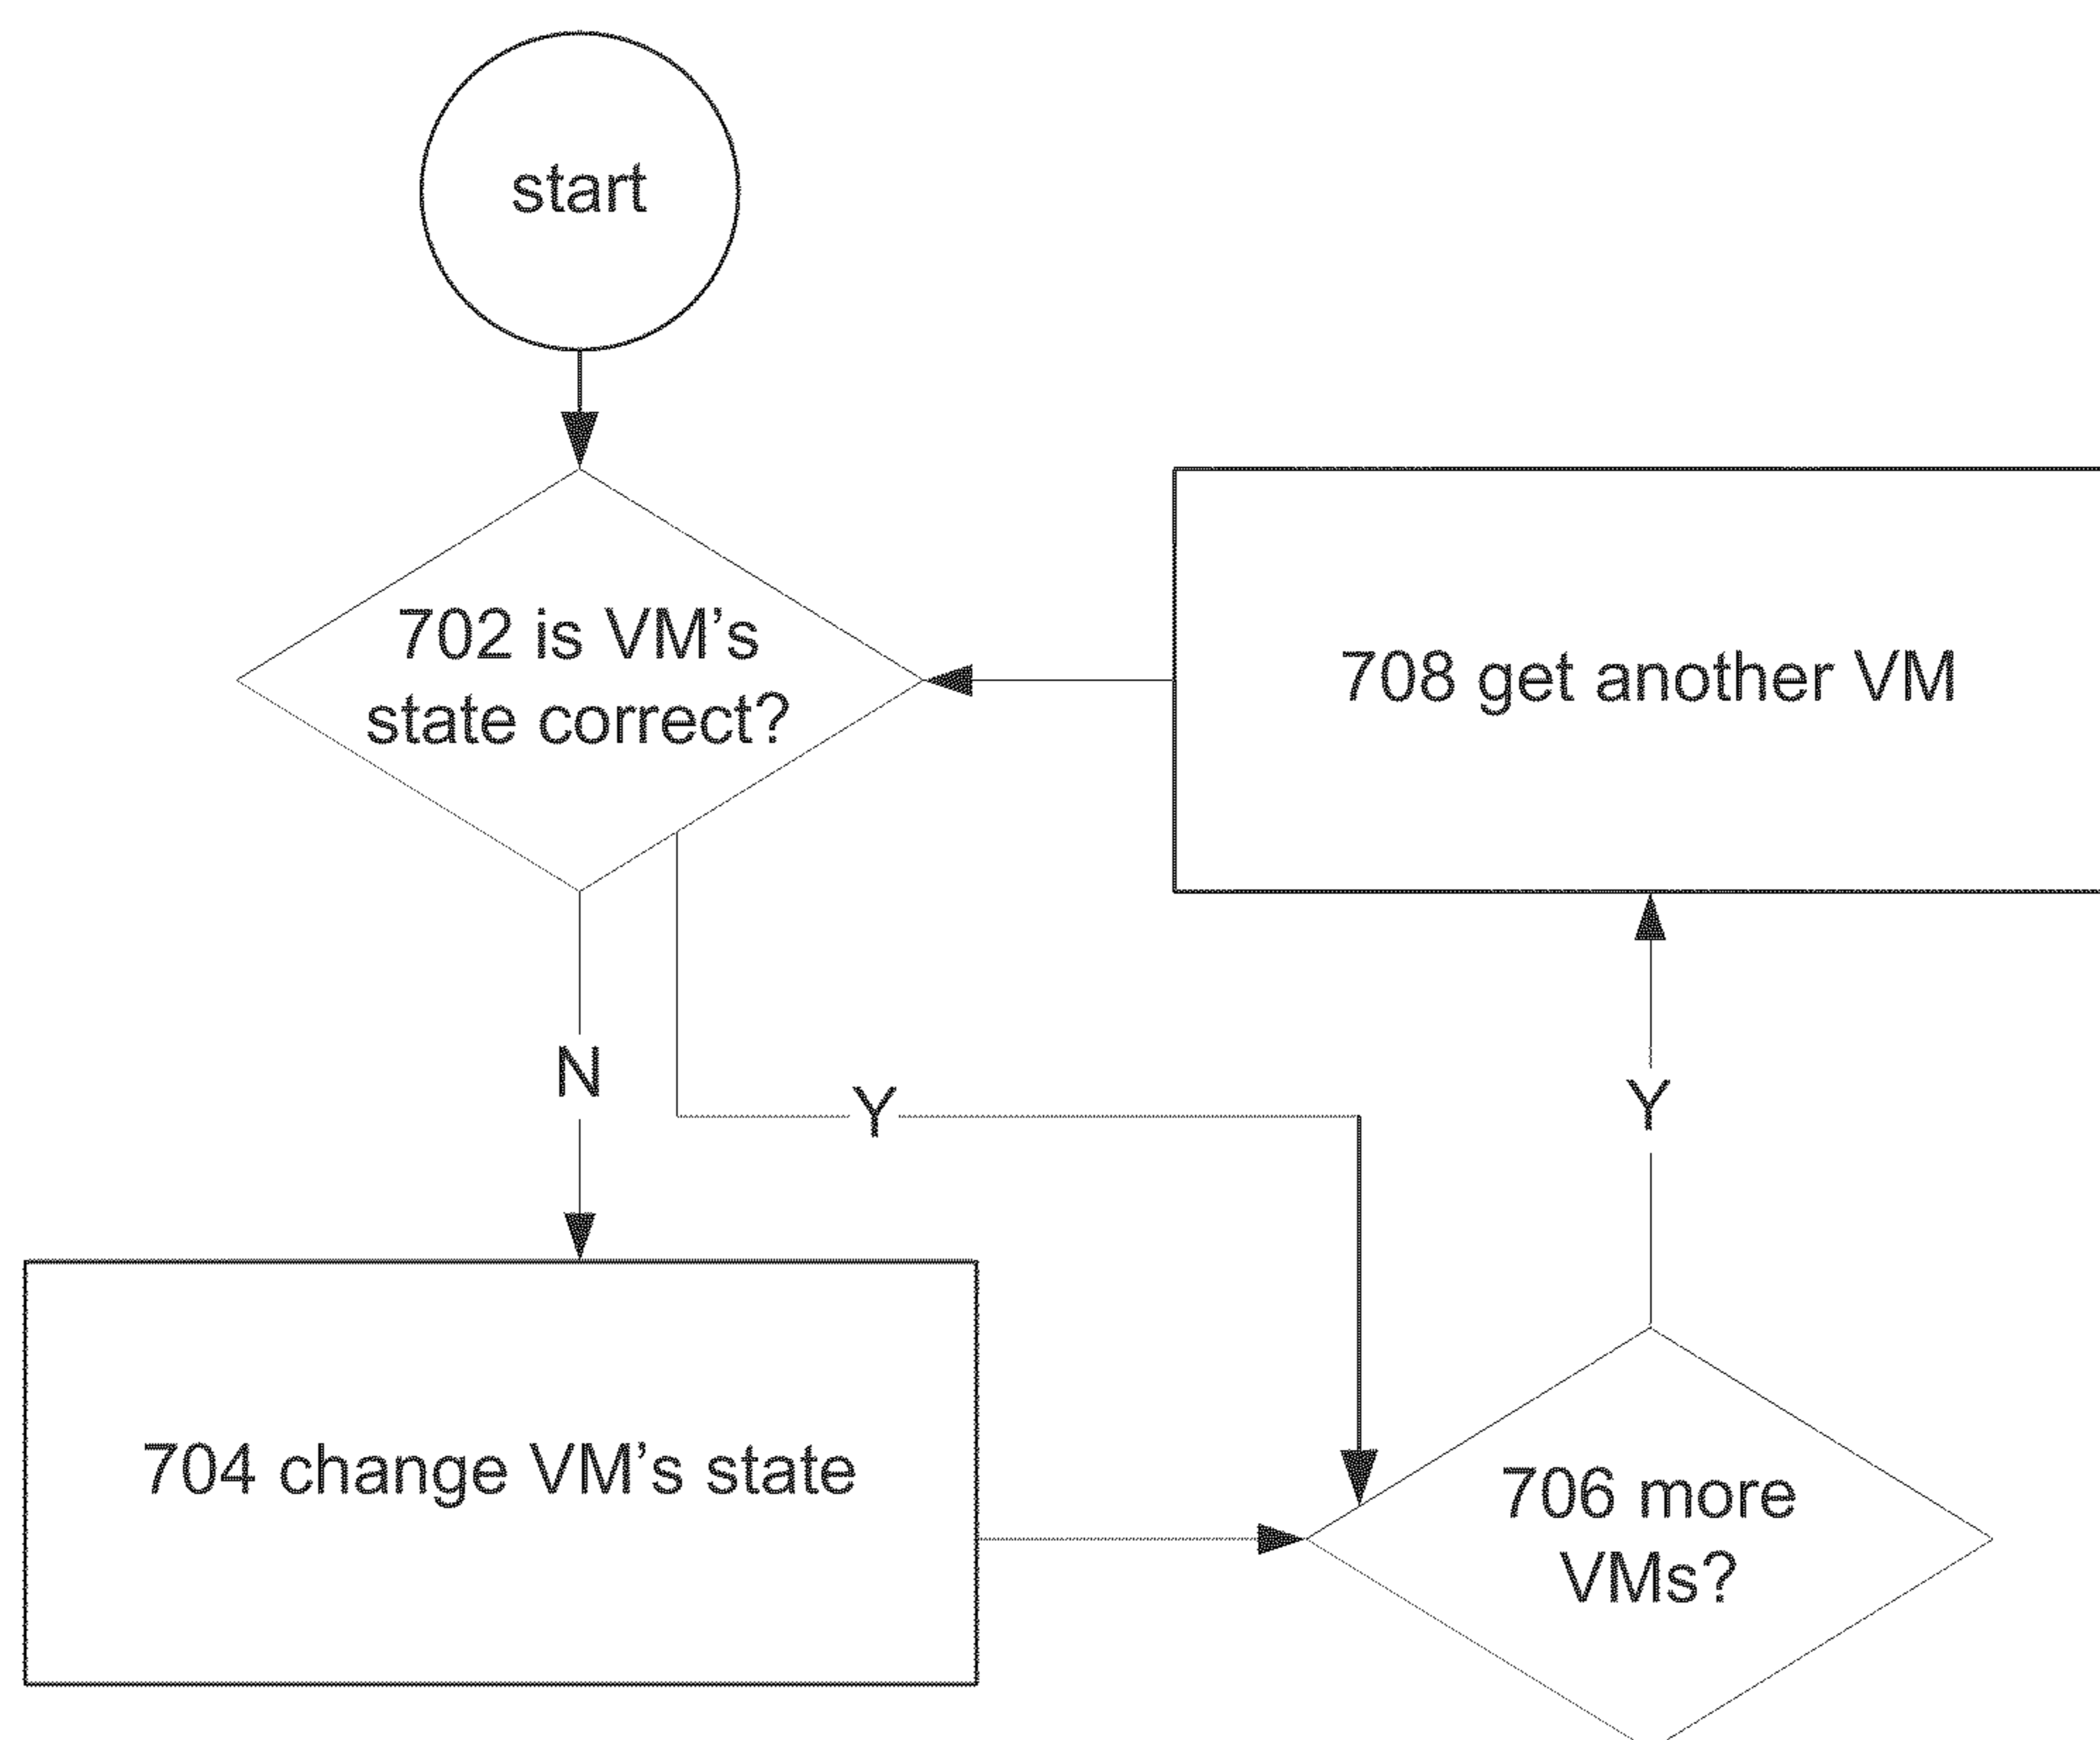 start
702 is VM’s
state correct?
708 get another VM
N
Y
Y
704 change VM’s state
706 more
VMs?